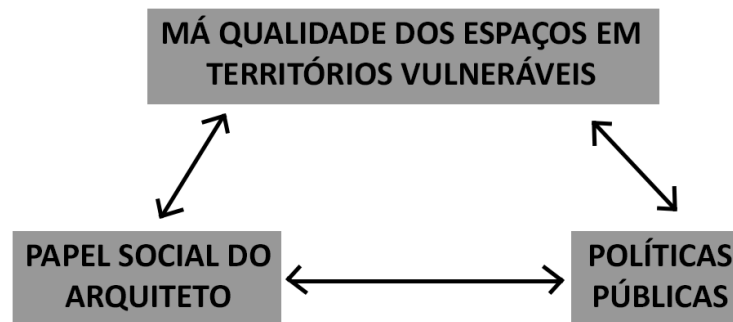 MÁ QUALIDADE DOS ESPAÇOS EM
TERRITÓRIOS VULNERÁVEIS
PAPEL SOCIAL DO
ARQUITETO
POLÍTICAS
PÚBLICAS